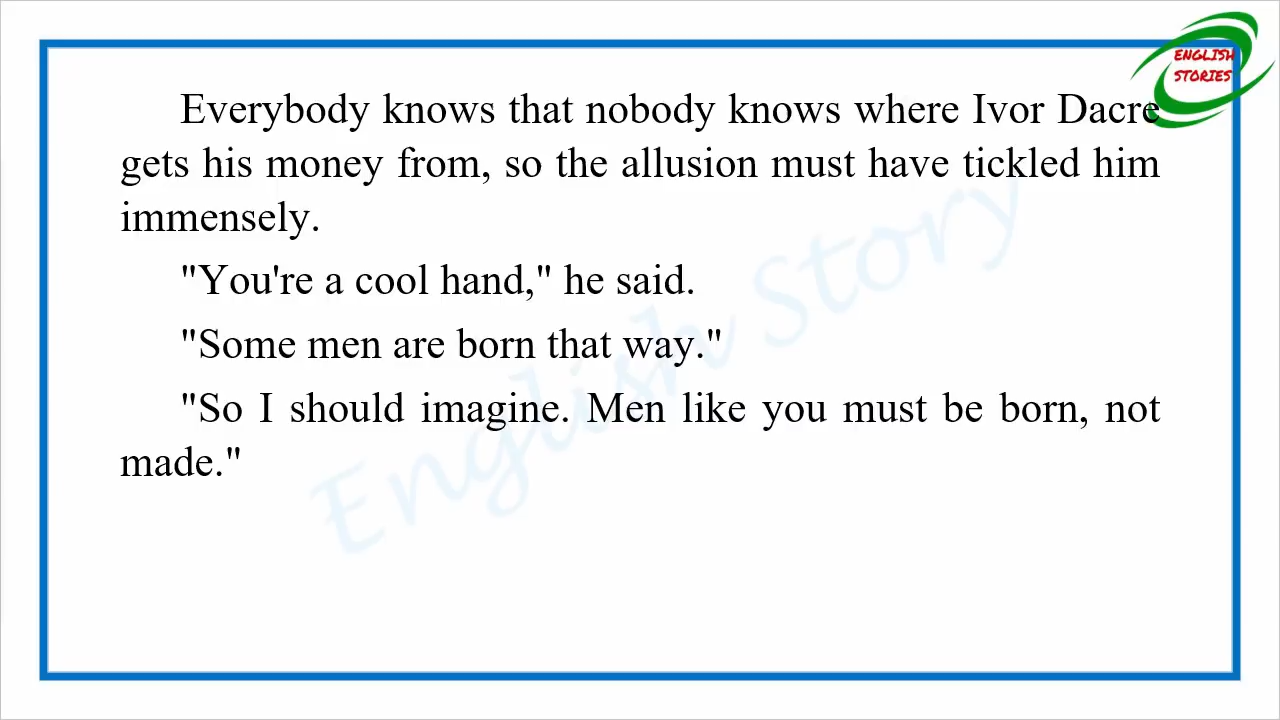 ENGLISH
STORIES
Everybody knows that nobody knows where Ivor Dacre
gets his money from, so the allusion must have tickled him
immensely.
"You're a cool hand," he said.
"Some men are born that way."
"So I should imagine. Men like you must be born, not
made."
English Story